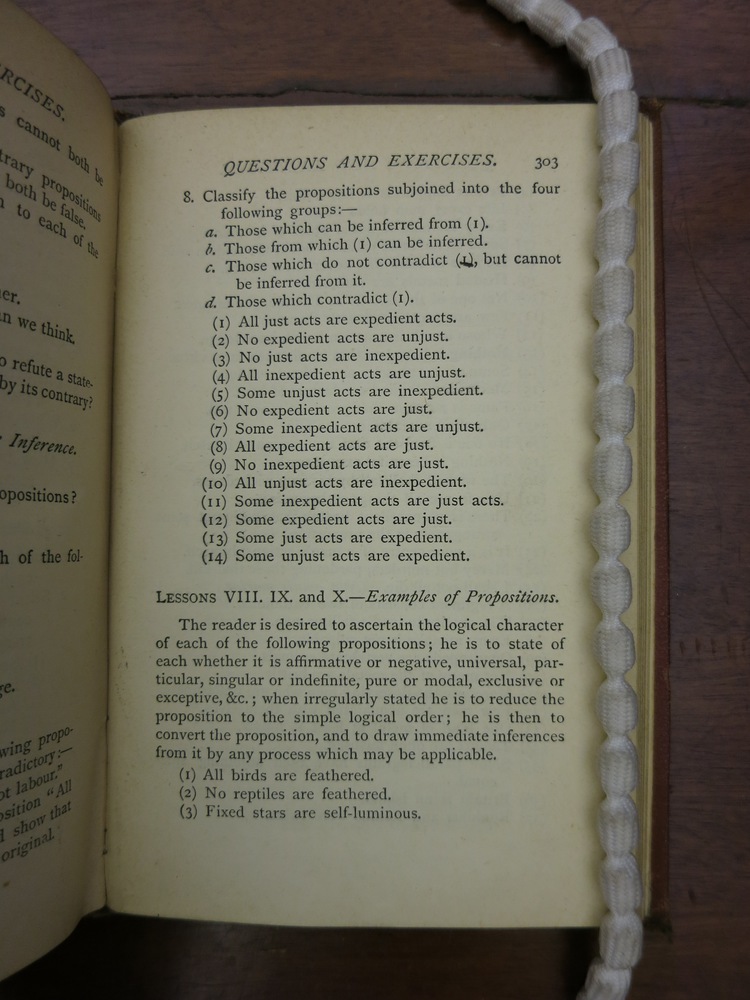 RCISES.
s cannot both be
trary propositions
both be false.
n to each of the
er.
an we think.
o refute a state-
by its contrary?
Inference.
opositions?
h of the fol-
ge.
wing propo-
radictory:—
ot labour."
osition "All
l show that
original.
QUESTIONS AND EXERCISES. 303
8. Classify the propositions subjoined into the four
following groups:—
a. Those which can be inferred from (1).
b. Those from which (1) can be inferred.
c. Those which do not contradict (1), but cannot
be inferred from it.
d. Those which contradict (1).
(1) All just acts are expedient acts.
(2) No expedient acts are unjust.
(3) No just acts are inexpedient.
(4) All inexpedient acts are unjust.
(5) Some unjust acts are inexpedient.
(6) No expedient acts are just.
(7) Some inexpedient acts are unjust.
(8) All expedient acts are just.
(9) No inexpedient acts are just.
(10) All unjust acts are inexpedient.
(11) Some inexpedient acts are just acts.
(12) Some expedient acts are just.
(13) Some just acts are expedient.
(14) Some unjust acts are expedient.
LESSONS VIII. IX. and X.—Examples of Propositions.
The reader is desired to ascertain the logical character
of each of the following propositions; he is to state of
each whether it is affirmative or negative, universal, par-
ticular, singular or indefinite, pure or modal, exclusive or
exceptive, &c.; when irregularly stated he is to reduce the
proposition to the simple logical order; he is then to
convert the proposition, and to draw immediate inferences
from it by any process which may be applicable.
(1) All birds are feathered.
(2) No reptiles are feathered.
(3) Fixed stars are self-luminous.